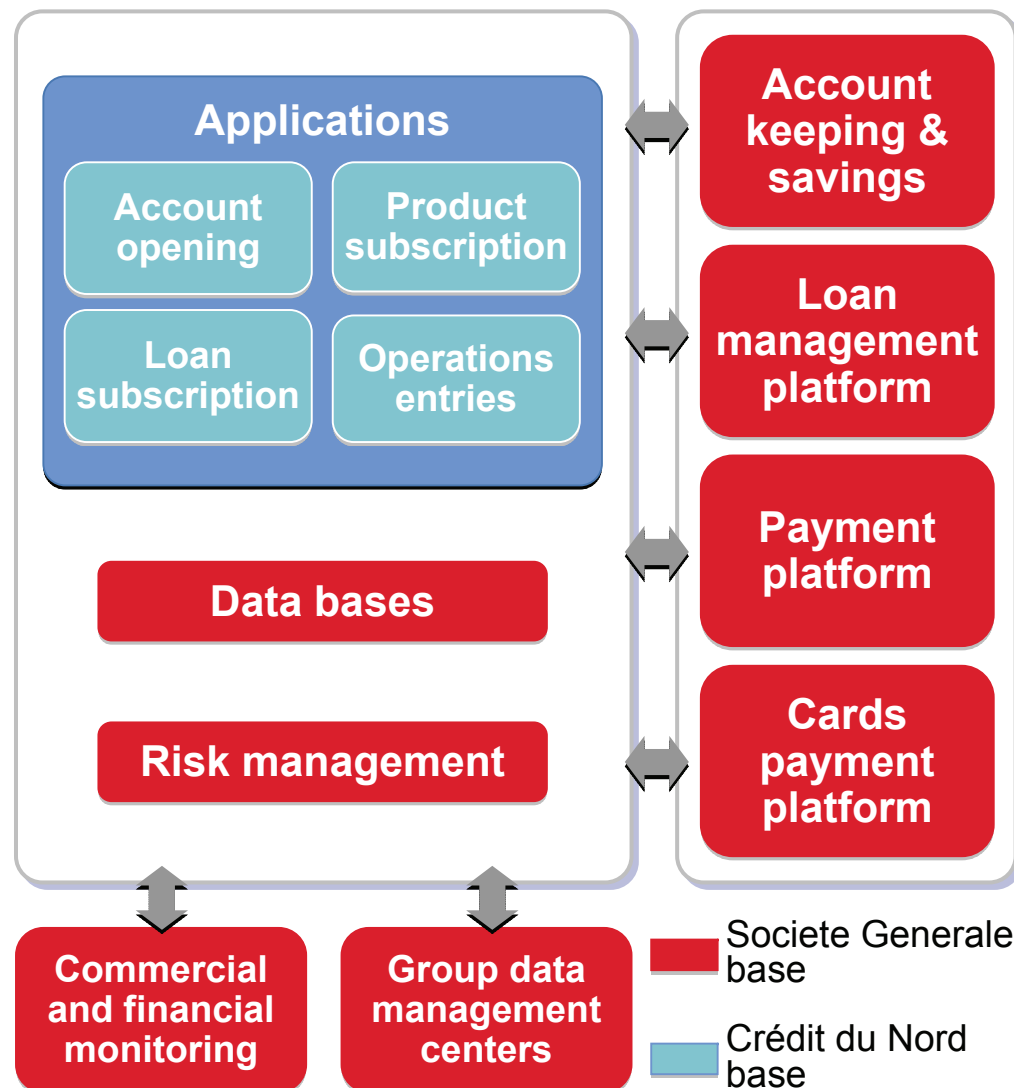 Applications
Account
opening
Product
subscription
Loan
subscription
Operations
entries
Data bases
Risk management
Account
keeping &
savings
Loan
management
platform
Payment
platform
Cards
payment
platform
Commercial
and financial
monitoring
Group data
management
centers
Societe Generale
base
Crédit du Nord
base